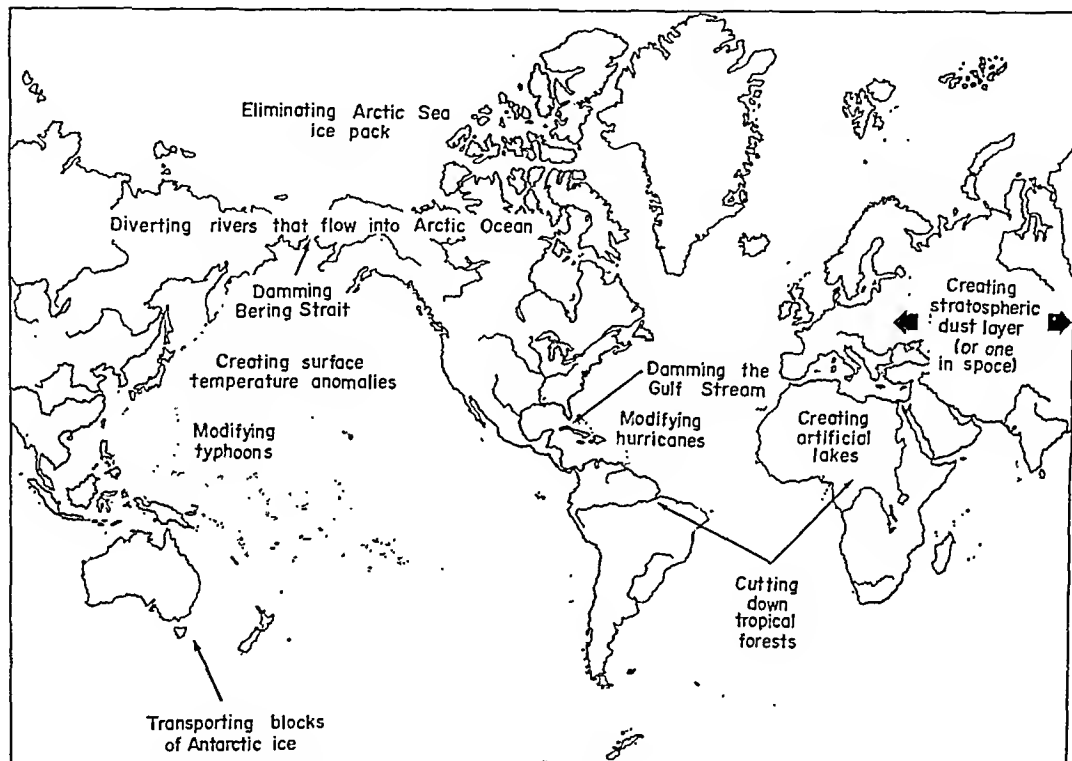 Eliminating Arctic Sea
ice pack
Diverting rivers that flow into Arctic Ocean
Damming
Bering Strait
Creating
stratospheric
dust layer
(or one
in space)
Creating surface
temperature anomalies
Damming the
Gulf Stream
Modifying
typhoons
Modifying
hurricanes
Creating
artificial
lakes
Cutting
down
tropical
forests
Transporting blocks
of Antarctic ice